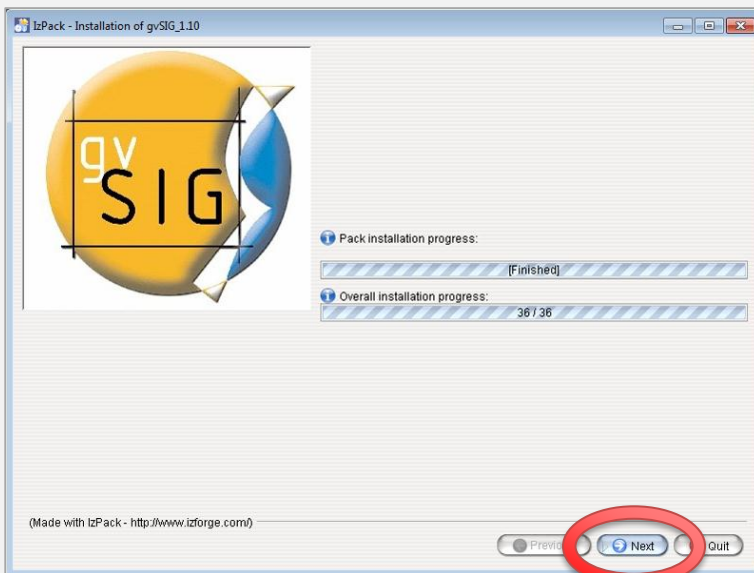 IzPack - Installation of gvSIG_1.10
gv
SIG
Pack installation progress:
[Finished]
Overall installation progress:
36 / 36
(Made with IzPack - http://www.izforge.com/)
Next
Quit